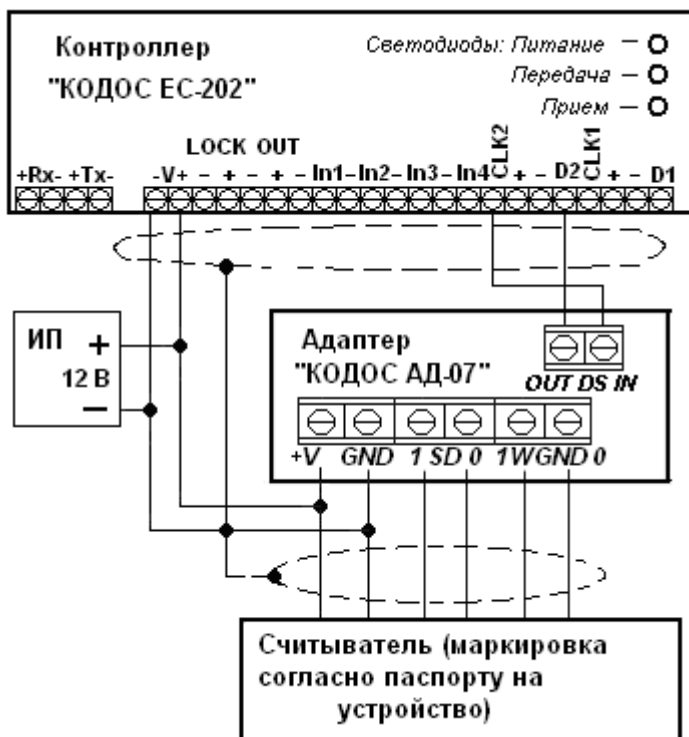 Контроллер
"КОДОС ЕС-202"
Светодиоды: Питание –
Передача –
Прием –
LOCK OUT
+Rx- +Tx-
-V+ - + - + - In1 - In2 - In3 - In4 CLK2 + - D2 CLK1 + - D1
ИП +
12 В
–
Адаптер
"КОДОС АД-07"
OUT DS IN
+V GND 1 SD 0 1WGND 0
Считыватель (маркировка
согласно паспорту на
устройство)